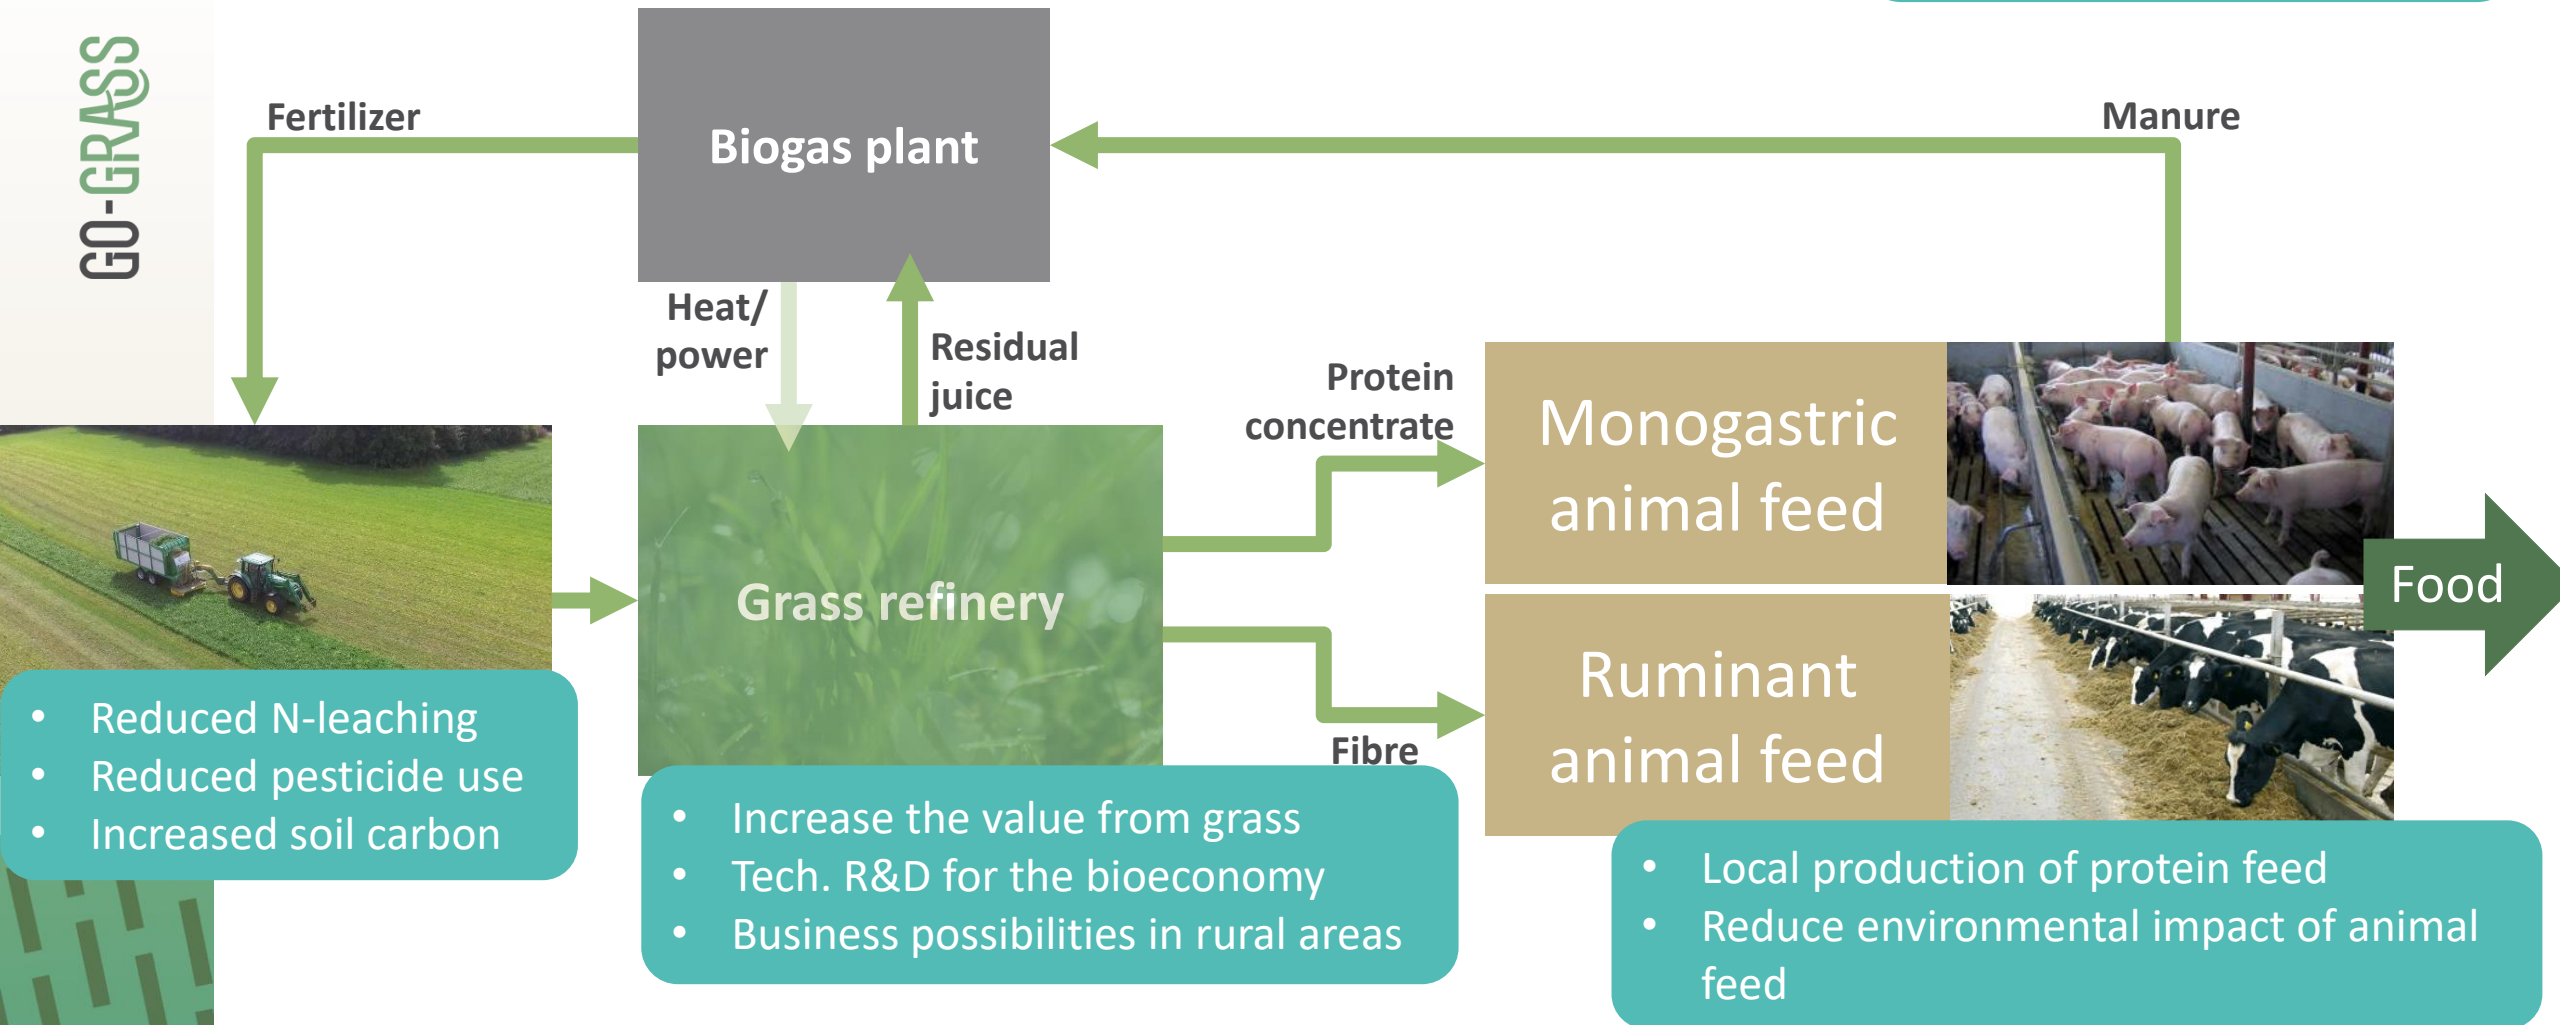 GO-GRASS
Fertilizer
Biogas plant
Manure
Heat/
power
Residual
juice
Protein
concentrate
Monogastric
animal feed
Grass refinery
Food
Ruminant
animal feed
Fibre
• Reduced N-leaching
• Reduced pesticide use
• Increased soil carbon
• Increase the value from grass
• Tech. R&D for the bioeconomy
• Business possibilities in rural areas
• Local production of protein feed
• Reduce environmental impact of animal
feed